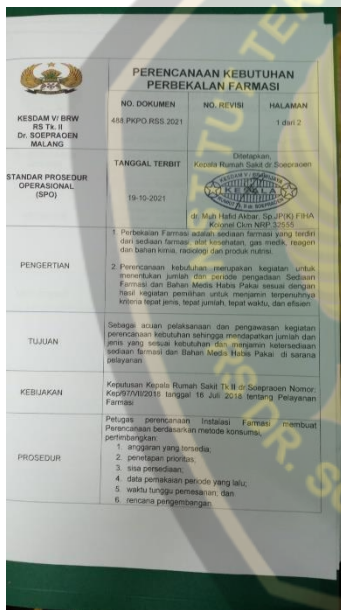 PERENCANAAN KEBUTUHAN
PERBEKALAN FARMASI
KESDAM V/ BRW
RS Tk. II
Dr. SOEPRAOEN
MALANG
NO. DOKUMEN
NO. REVISI
HALAMAN
488.PKPO.RSS.2021
1 dari 2
STANDAR PROSEDUR
OPERASIONAL
(SPO)
TANGGAL TERBIT
19-10-2021
Ditetapkan,
Kepala Rumah Sakit dr Soepraoen
KESDAM V / BRAWIJAYA
KEPALA
dr. Muh Hafid Akbar, Sp.JP(K) FIHA
Kolonel Ckm NRP 32555
PENGERTIAN
1. Perbekalan Farmasi adalah sediaan farmasi yang terdiri
dari sediaan farmasi, alat kesehatan, gas medik, reagen
dan bahan kimia, radiologi dan produk nutrisi.
2. Perencanaan kebutuhan merupakan kegiatan untuk
menentukan jumlah dan periode pengadaan Sediaan
Farmasi dan Bahan Medis Habis Pakai sesuai dengan
hasil kegiatan pemilihan untuk menjamin terpenuhinya
kriteria tepat jenis, tepat jumlah, tepat waktu, dan efisien.
TUJUAN
Sebagai acuan pelaksanaan dan pengawasan kegiatan
perencanaan kebutuhan sehingga mendapatkan jumlah dan
jenis yang sesuai kebutuhan dan menjamin ketersediaan
sediaan farmasi dan Bahan Medis Habis Pakai di sarana
pelayanan.
KEBIJAKAN
Keputusan Kepala Rumah Sakit Tk II dr Soepraoen Nomor:
Kep/97/VII/2018 tanggal 16 Juli 2018 tentang Pelayanan
Farmasi
PROSEDUR
Petugas perencanaan Instalasi Farmasi membuat
Perencanaan berdasarkan metode konsumsi,
pertimbangkan:
1. anggaran yang tersedia;
2. penetapan prioritas;
3. sisa persediaan;
4. data pemakaian periode yang lalu;
5. waktu tunggu pemesanan; dan
6. rencana pengembangan.